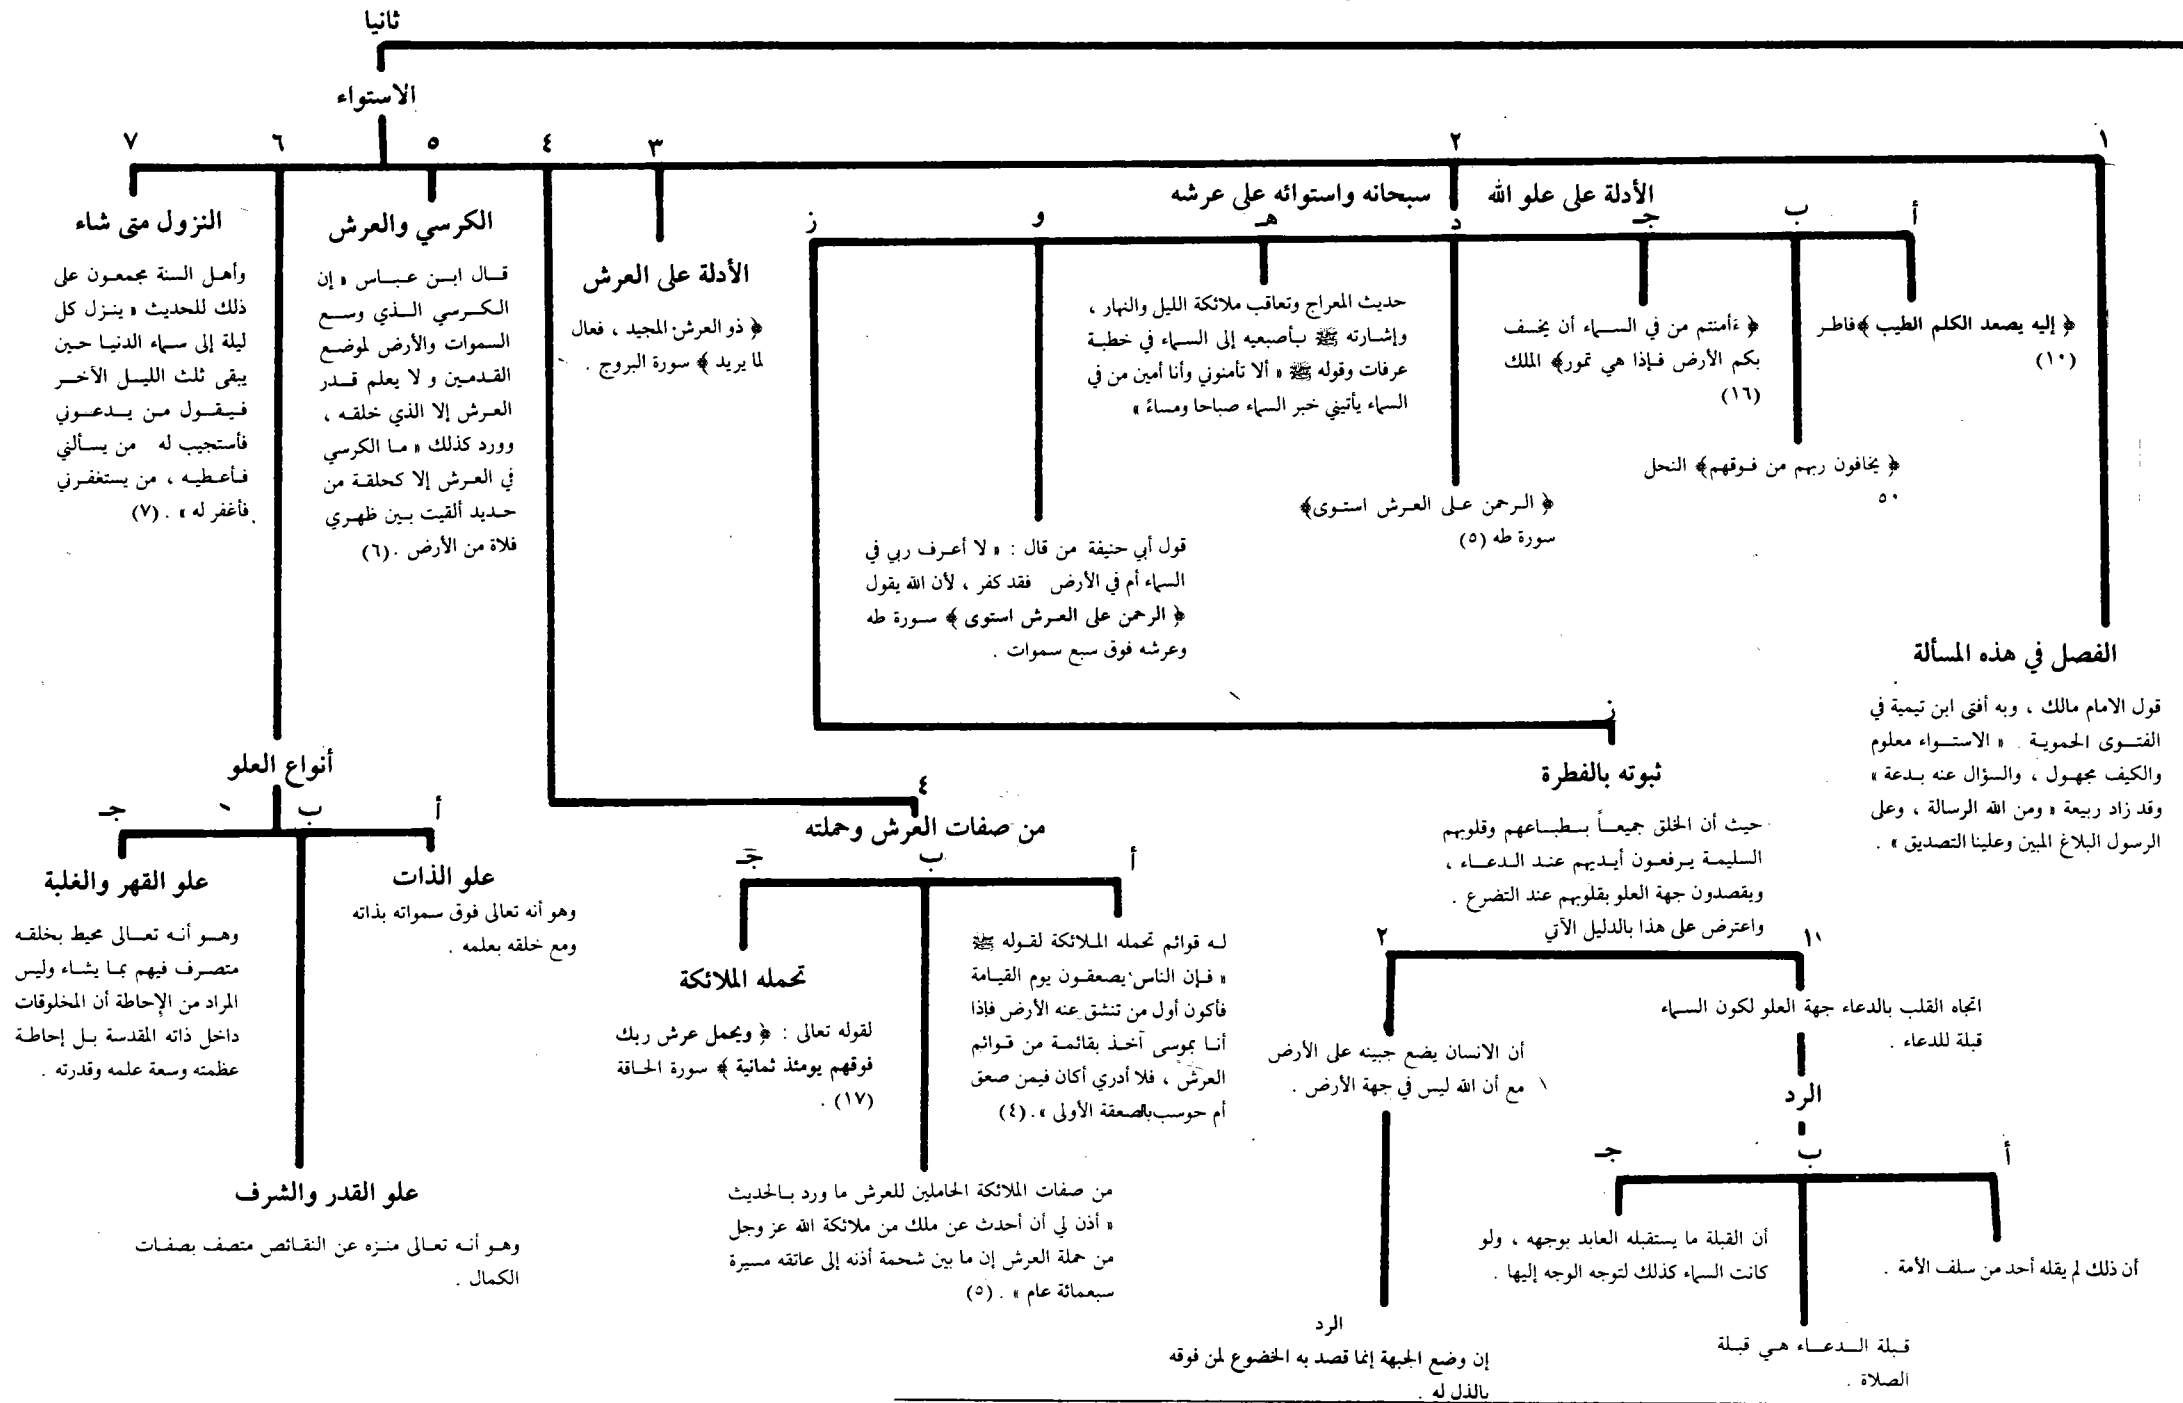 ثانيا
الاستواء
١
٢
٣
٤
٥
٦
٧
الفصل في هذه المسألة
قول الامام مالك ، وبه أفتى ابن تيمية في
الفتـوى الحموية . « الاستـواء معلوم
والكيف مجهول ، والسؤال عنه بدعة »
وقد زاد ربيعة « ومن الله الرسالة ، وعلى
الرسول البلاغ المبين وعلينا التصديق » .
الأدلة على علو الله سبحانه واستوائه على عرشه
أ
ب
جـ
د
هـ
و
ز
﴿ إليه يصعد الكلم الطيب ﴾ فاطر
(١٠)
﴿ يخافون ربهم من فوقهم﴾ النحل
٥٠
﴿ ءأمنتم من في السماء أن يخسف
بكم الأرض فإذا هي تمور﴾ الملك
(١٦)
﴿ الرحمن على العرش استوى﴾
سورة طه (٥)
حديث المعراج وتعاقب ملائكة الليل والنهار ،
وإشارته ﷺ بأصبعيه إلى السماء في خطبة
عرفات وقوله ﷺ « ألا تأمنوني وأنا أمين من في
السماء يأتيني خبر السماء صباحا ومساءً »
قول أبي حنيفة من قال : « لا أعرف ربي في
السماء أم في الأرض فقد كفر ، لأن الله يقول
﴿ الرحمن على العرش استوى ﴾ سورة طه
وعرشه فوق سبع سموات .
ز
ثبوته بالفطرة
حيث أن الخلق جميعاً بطباعهم وقلوبهم
السليمة يرفعون أيديهم عند الدعاء ،
ويقصدون جهة العلو بقلوبهم عند التضرع .
واعترض على هذا بالدليل الآتي
١
٢
اتجاه القلب بالدعاء جهة العلو لكون السماء
قبلة للدعاء .
الرد
أ
ب
جـ
أن ذلك لم يقله أحد من سلف الأمة .
قبلة الدعاء هي قبلة
الصلاة .
أن القبلة ما يستقبله العابد بوجهه ، ولو
كانت السماء كذلك لتوجه الوجه إليها .
أن الانسان يضع جبينه على الأرض
مع أن الله ليس في جهة الأرض .
الرد
إن وضع الجبهة إنما قصد به الخضوع لمن فوقه
بالذل له .
الأدلة على العرش
﴿ ذو العرش المجيد ، فعال
لما يريد ﴾ سورة البروج .
٤
من صفات العرش وحملته
أ
ب
جـ
لـه قوائم تحمله الملائكة لقوله ﷺ
« فإن الناس يصعقون يوم القيامة
فأكون أول من تنشق عنه الأرض فإذا
أنا بموسى آخذ بقائمة من قوائم
العرش ، فلا أدري أكان فيمن صعق
أم حوسب بالصعقة الأولى ». (٤)
من صفات الملائكة الحاملين للعرش ما ورد بالحديث
« أذن لي أن أحدث عن ملك من ملائكة الله عز وجل
من حملة العرش إن ما بين شحمة أذنه إلى عاتقه مسيرة
سبعمائة عام » . (٥)
تحمله الملائكة
لقوله تعالى : ﴿ ويحمل عرش ربك
فوقهم يومئذ ثمانية ﴾ سورة الحاقة
(١٧) .
الكرسي والعرش
قال ابن عباس « إن
الكرسي الذي وسع
السموات والأرض لموضع
القدمين و لا يعلم قدر
العرش إلا الذي خلقه ،
وورد كذلك « ما الكرسي
في العرش إلا كحلقة من
حديد ألقيت بين ظهري
فلاة من الأرض . (٦)
أنواع العلو
أ
ب
جـ
علو الذات
وهو أنه تعالى فوق سمواته بذاته
ومع خلقه بعلمه .
علو القدر والشرف
وهو أنه تعالى منزه عن النقائص متصف بصفات
الكمال .
علو القهر والغلبة
وهو أنه تعالى محيط بخلقه
متصرف فيهم بما يشاء وليس
المراد من الإحاطة أن المخلوقات
داخل ذاته المقدسة بل إحاطة
عظمته وسعة علمه وقدرته .
النزول متى شاء
وأهل السنة مجمعون على
ذلك للحديث « ينزل كل
ليلة إلى سماء الدنيا حين
يبقى ثلث الليل الآخر
فيقول من يدعوني
فأستجيب له من يسألني
فأعطيه ، من يستغفرني
فأغفر له » . (٧)